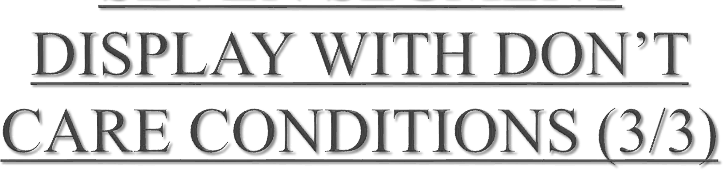 DISPLAY WITH DON’T
CARE CONDITIONS (3/3)